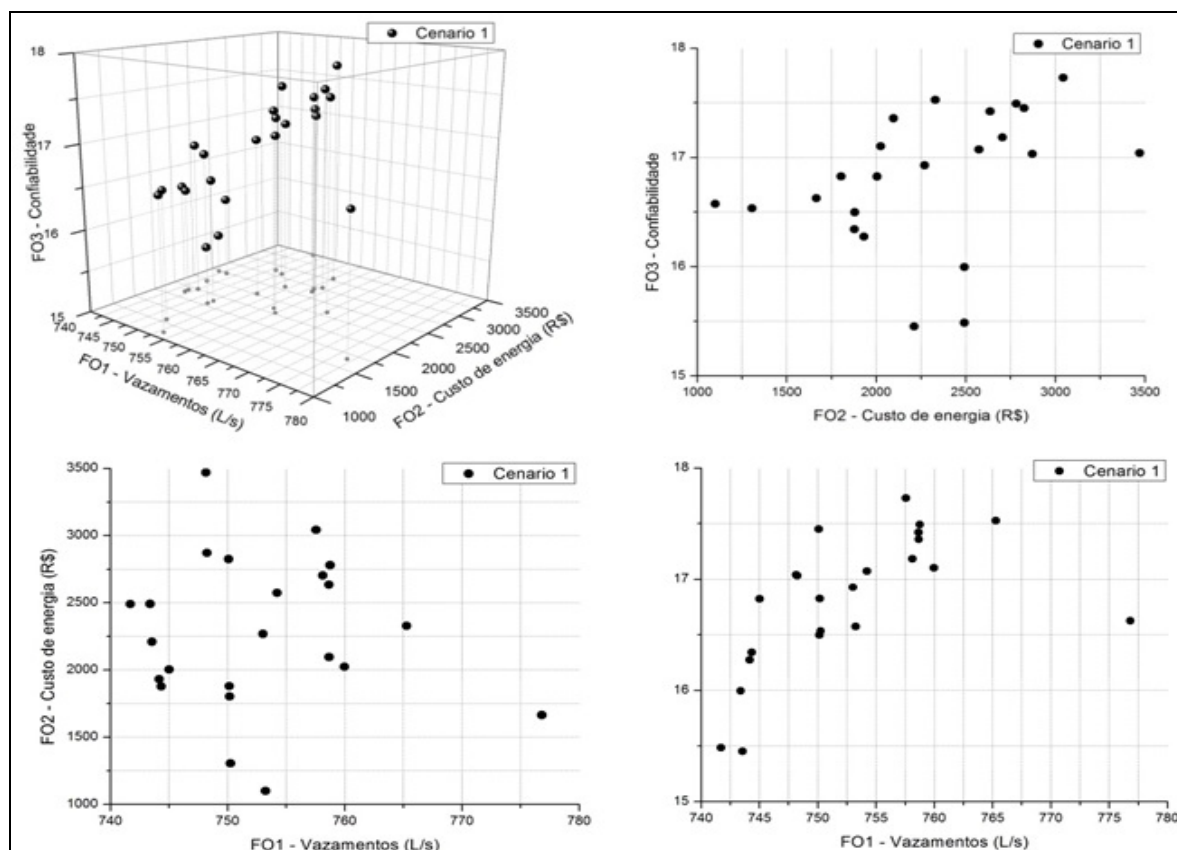 Cenario 1
18
17
16
15
FO3 - Confiabilidade
740
745
750
755
760
765
770
775
780
FO1 - Vazamentos (L/s)
1000
1500
2000
2500
3000
3500
FO2 - Custo de energia (R$)
Cenario 1
18
17
16
15
FO3 - Confiabilidade
1000 1500 2000 2500 3000 3500
FO2 - Custo de energia (R$)
Cenario 1
3500
3000
2500
2000
1500
1000
FO2 - Custo de energia (R$)
740 750 760 770 780
FO1 - Vazamentos (L/s)
Cenario 1
18
17
16
15
740 745 750 755 760 765 770 775 780
FO1 - Vazamentos (L/s)